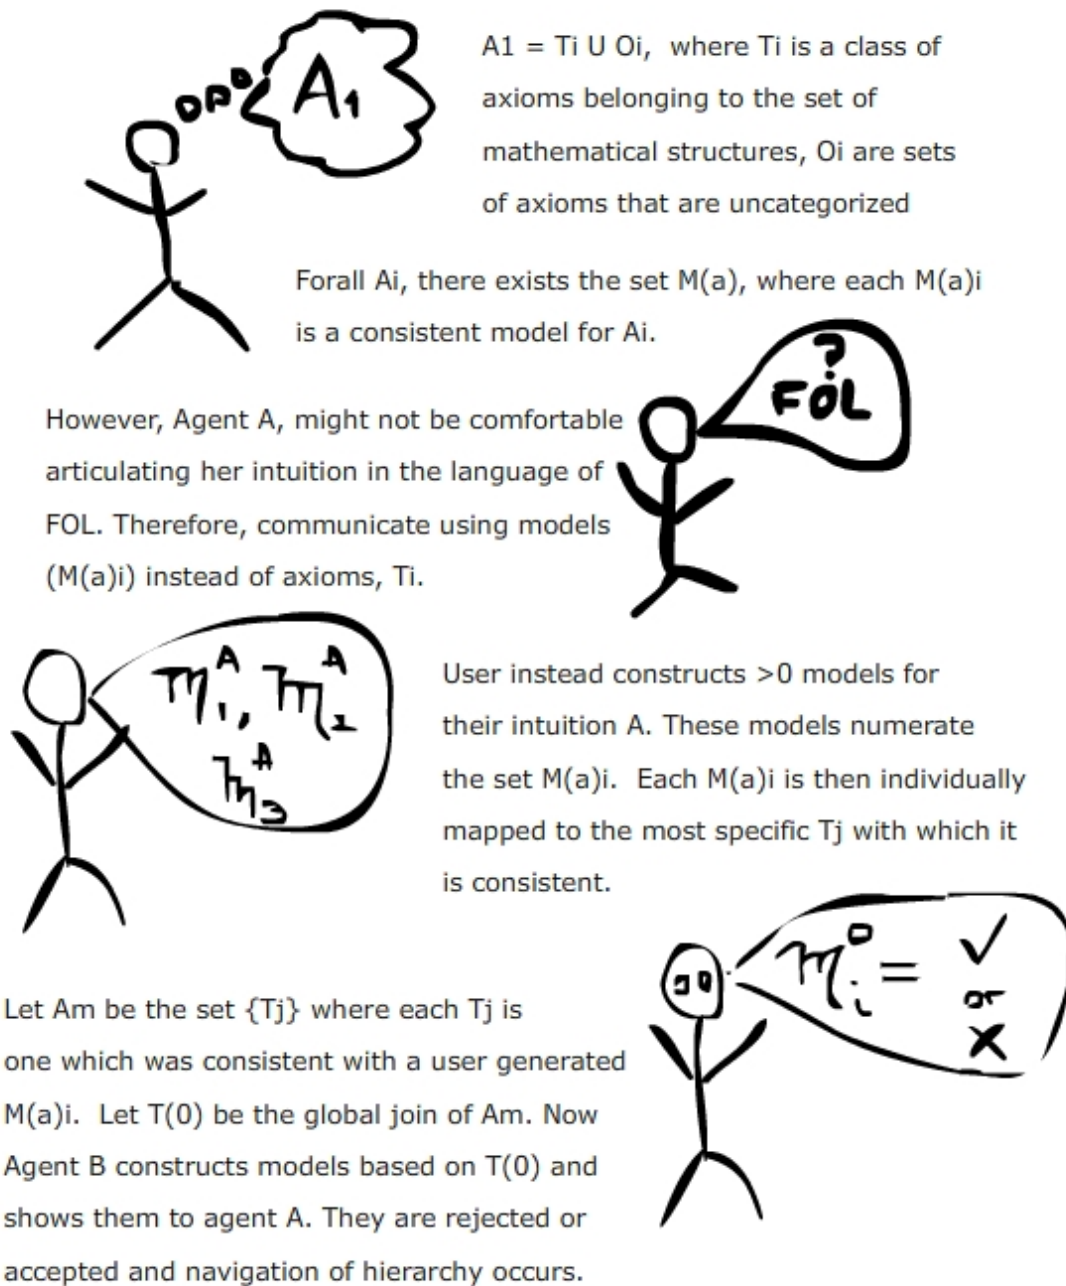 A1
A1 = Ti U Oi, where Ti is a class of
axioms belonging to the set of
mathematical structures, Oi are sets
of axioms that are uncategorized
Forall Ai, there exists the set M(a), where each M(a)i
is a consistent model for Ai.
?
FOL
However, Agent A, might not be comfortable
articulating her intuition in the language of
FOL. Therefore, communicate using models
(M(a)i) instead of axioms, Ti.
m1^A, m2^A
m3^A
User instead constructs >0 models for
their intuition A. These models numerate
the set M(a)i. Each M(a)i is then individually
mapped to the most specific Tj with which it
is consistent.
mi^0 = ✓
or
X
Let Am be the set {Tj} where each Tj is
one which was consistent with a user generated
M(a)i. Let T(0) be the global join of Am. Now
Agent B constructs models based on T(0) and
shows them to agent A. They are rejected or
accepted and navigation of hierarchy occurs.